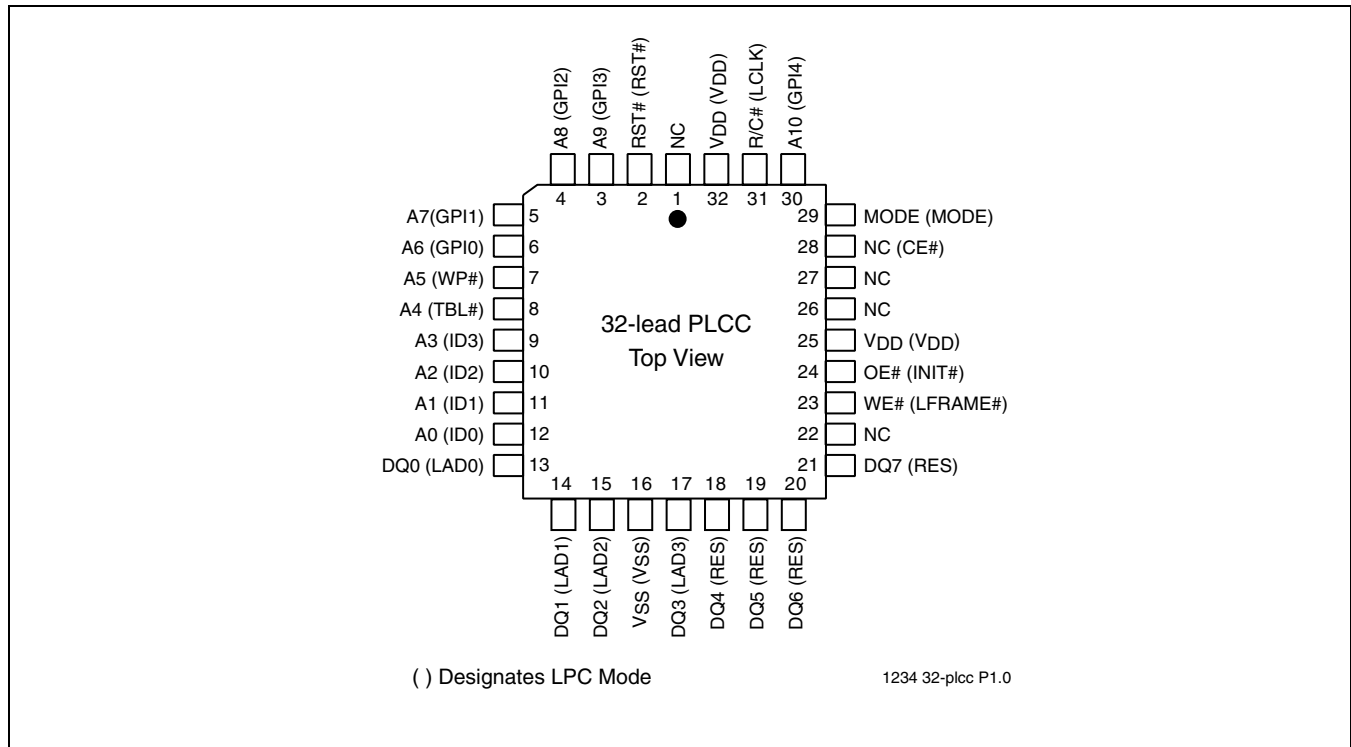 A8 (GPI2)
A9 (GPI3)
RST# (RST#)
NC
VDD (VDD)
R/C# (LCLK)
A10 (GPI4)
4
3
2
1
32
31
30
A7(GPI1)
5
A6 (GPI0)
6
A5 (WP#)
7
A4 (TBL#)
8
A3 (ID3)
9
A2 (ID2)
10
A1 (ID1)
11
A0 (ID0)
12
DQ0 (LAD0)
13
32-lead PLCC
Top View
29
MODE (MODE)
28
NC (CE#)
27
NC
26
NC
25
VDD (VDD)
24
OE# (INIT#)
23
WE# (LFRAME#)
22
NC
21
DQ7 (RES)
14
15
16
17
18
19
20
DQ1 (LAD1)
DQ2 (LAD2)
VSS (VSS)
DQ3 (LAD3)
DQ4 (RES)
DQ5 (RES)
DQ6 (RES)
( ) Designates LPC Mode
1234 32-plcc P1.0